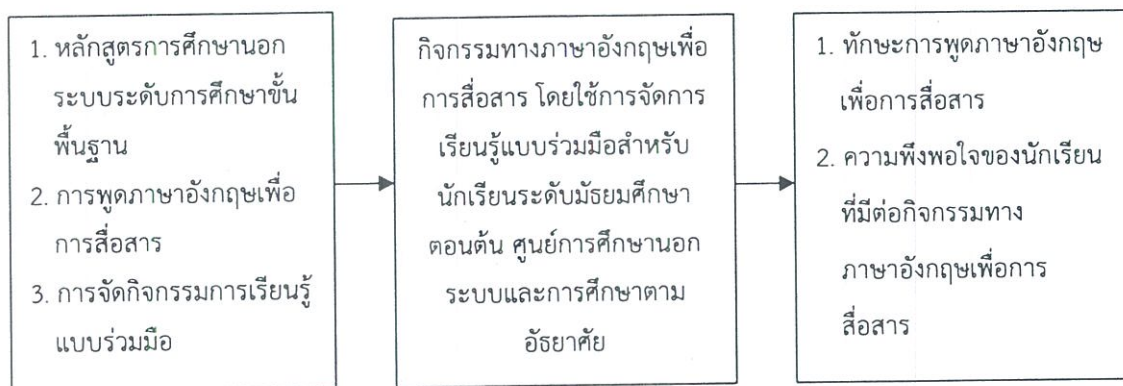 1. หลักสูตรการศึกษานอก
ระบบระดับการศึกษาขั้น
พื้นฐาน
2. การพูดภาษาอังกฤษเพื่อ
การสื่อสาร
3. การจัดกิจกรรมการเรียนรู้
แบบร่วมมือ
กิจกรรมทางภาษาอังกฤษเพื่อ
การสื่อสาร โดยใช้การจัดการ
เรียนรู้แบบร่วมมือสำหรับ
นักเรียนระดับมัธยมศึกษา
ตอนต้น ศูนย์การศึกษานอก
ระบบและการศึกษาตาม
อัธยาศัย
1. ทักษะการพูดภาษาอังกฤษ
เพื่อการสื่อสาร
2. ความพึงพอใจของนักเรียน
ที่มีต่อกิจกรรมทาง
ภาษาอังกฤษเพื่อการ
สื่อสาร